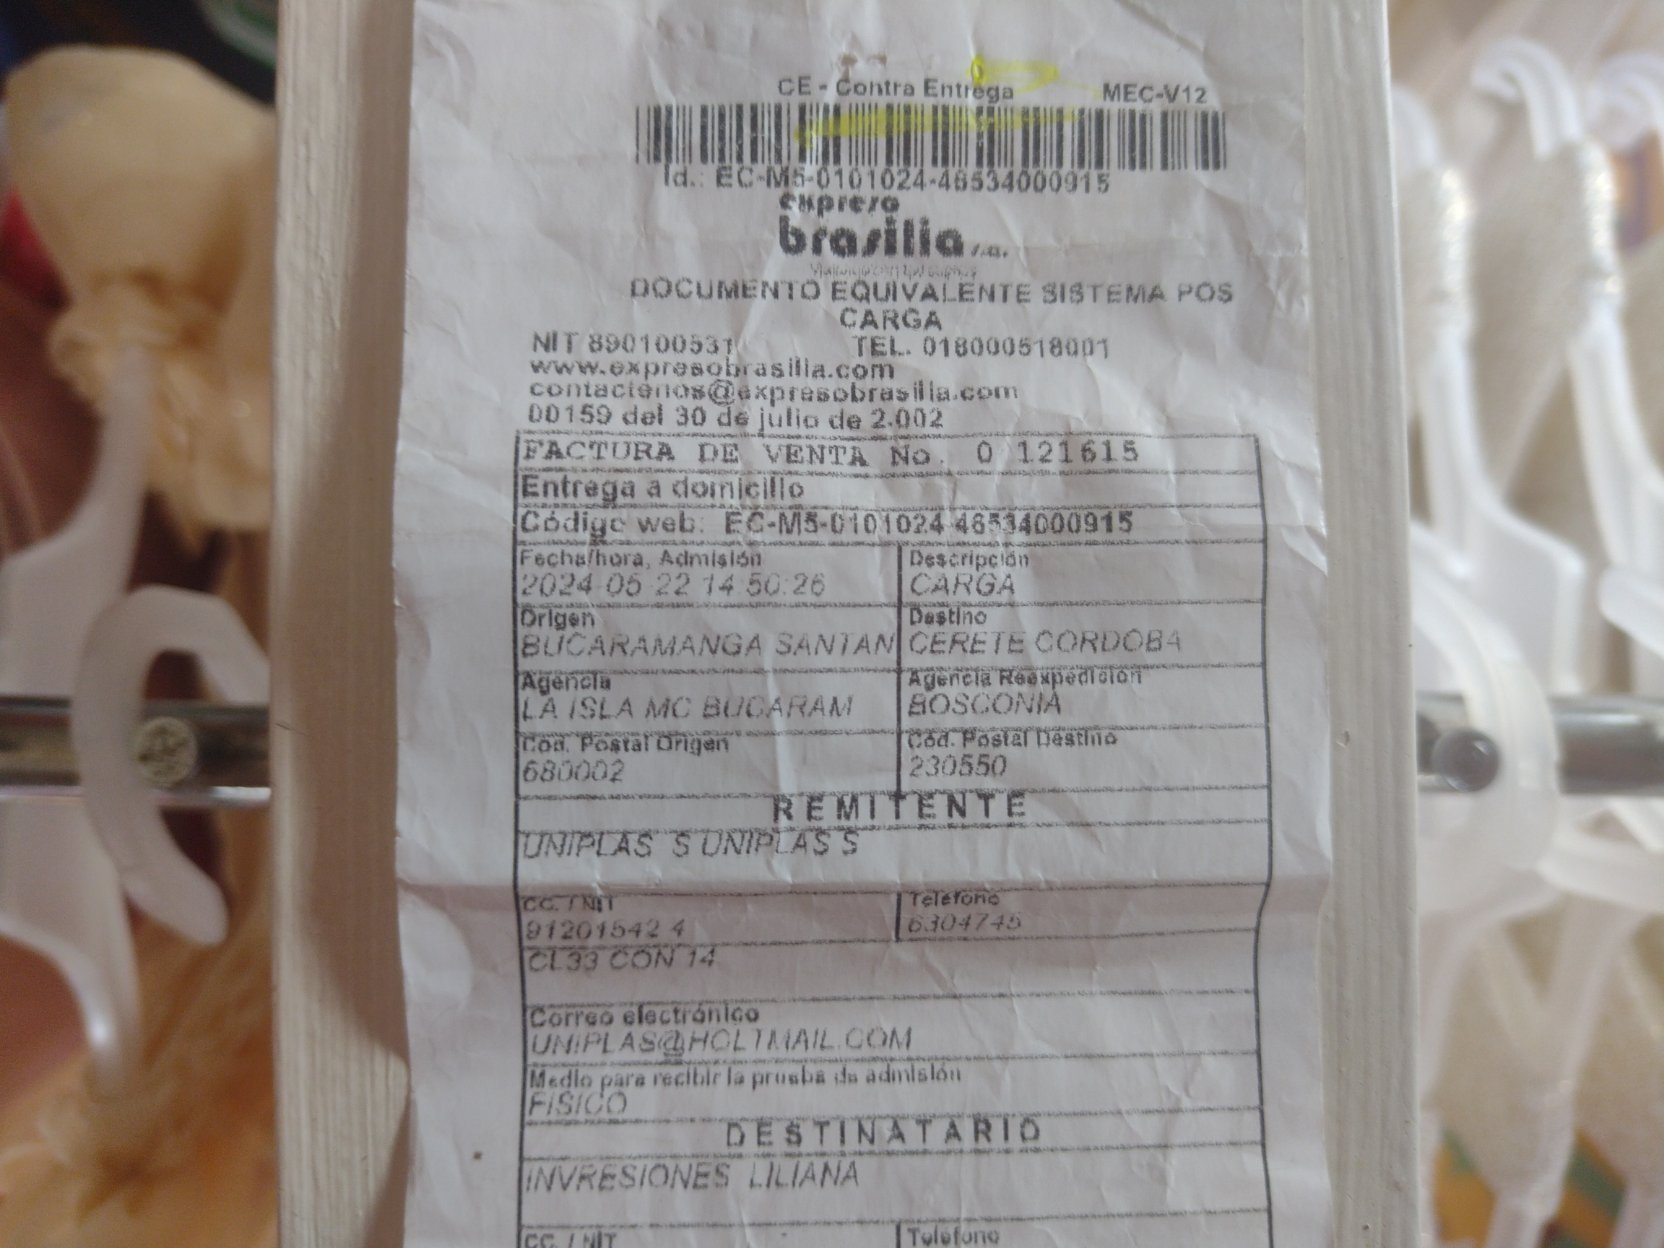 CE - Contra Entrega MEC-V12
Id.: EC-M5-0101024-46534000915
expreso
brasilia s.a.
DOCUMENTO EQUIVALENTE SISTEMA POS
CARGA
NIT 890100531 TEL. 018000518001
www.expresobrasilia.com
contactenos@expresobrasilia.com
00159 del 30 de julio de 2.002
FACTURA DE VENTA No. 0 121615
Entrega a domicilio
Código web: EC-M5-0101024-46534000915
Fecha/hora, Admisión Descripción
2024-05-22 14:50:26 CARGA
Origen Destino
BUCARAMANGA SANTAN CERETE CORDOBA
Agencia Agencia Reexpedición
LA ISLA MC BUCARAM BOSCONIA
Cód. Postal Origen Cód. Postal Destino
680002 230550
REMITENTE
UNIPLAS S UNIPLAS S
CC. / NIT Teléfono
91201542 4 6304745
CL33 CON 14
Correo electrónico
UNIPLAS@HOLTMAIL.COM
Medio para recibir la prueba de admisión
FISICO
DESTINATARIO
INVRESIONES LILIANA
CC. / NIT Teléfono